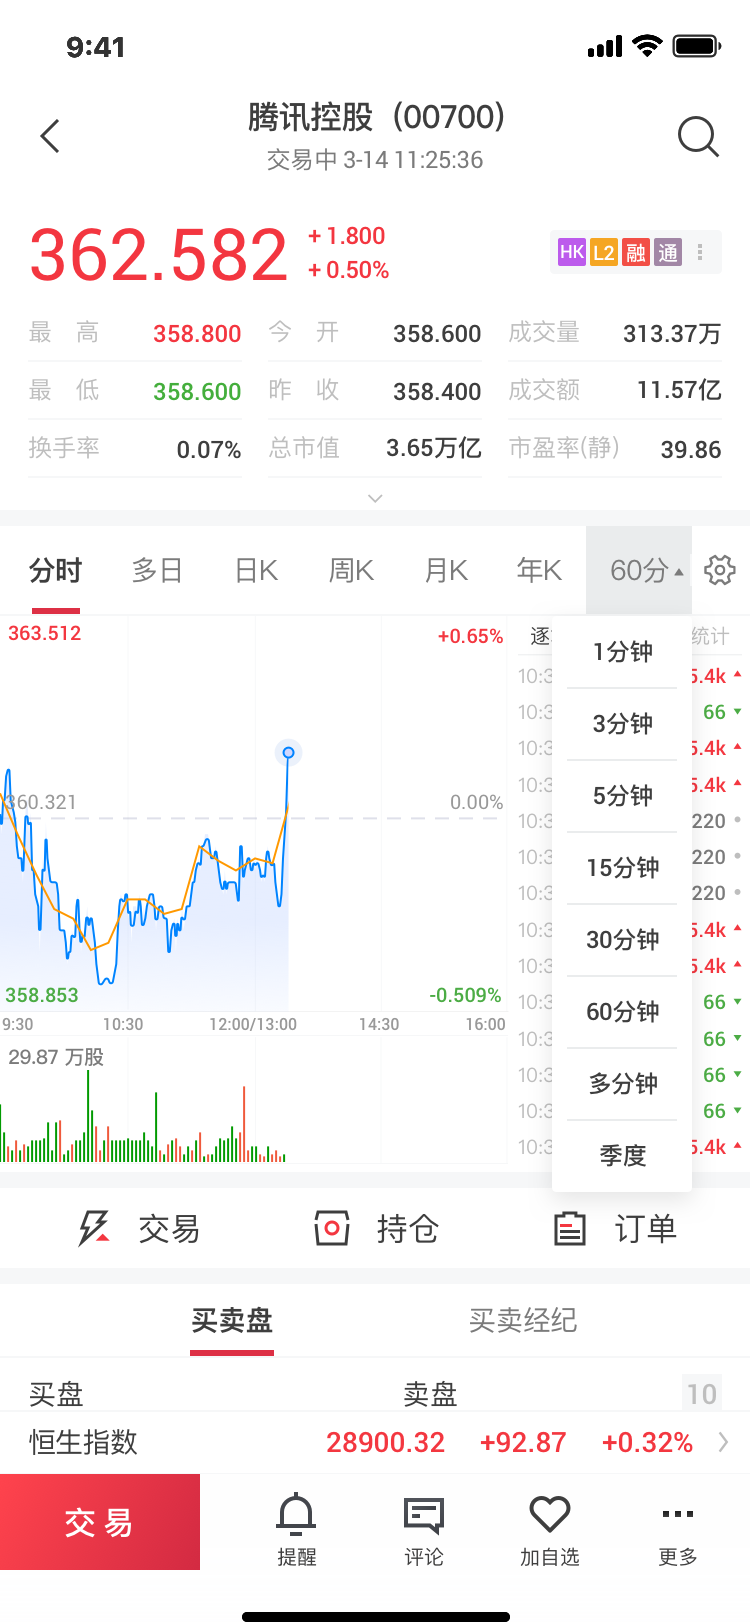 9:41
腾讯控股（00700）
交易中 3-14 11:25:36
362.582
+1.800
+0.50%
HK L2 融 通
最 高 358.800 今 开 358.600 成交量 313.37万
最 低 358.600 昨 收 358.400 成交额 11.57亿
换手率 0.07% 总市值 3.65万亿 市盈率(静) 39.86
分时 多日 日K 周K 月K 年K 60分
363.512 +0.65%
360.321 0.00%
358.853 -0.509%
9:30 10:30 12:00/13:00 14:30 16:00
29.87 万股
逐 统计
10:3 5.4k
10:3 66
10:3 5.4k
10:3 5.4k
10:3 220
10:3 220
10:3 220
10:3 5.4k
10:3 5.4k
10:3 66
10:3 66
10:3 66
10:3 66
10:3 5.4k
1分钟
3分钟
5分钟
15分钟
30分钟
60分钟
多分钟
季度
交易 持仓 订单
买卖盘 买卖经纪
买盘 卖盘 10
恒生指数 28900.32 +92.87 +0.32%
交易 提醒 评论 加自选 更多